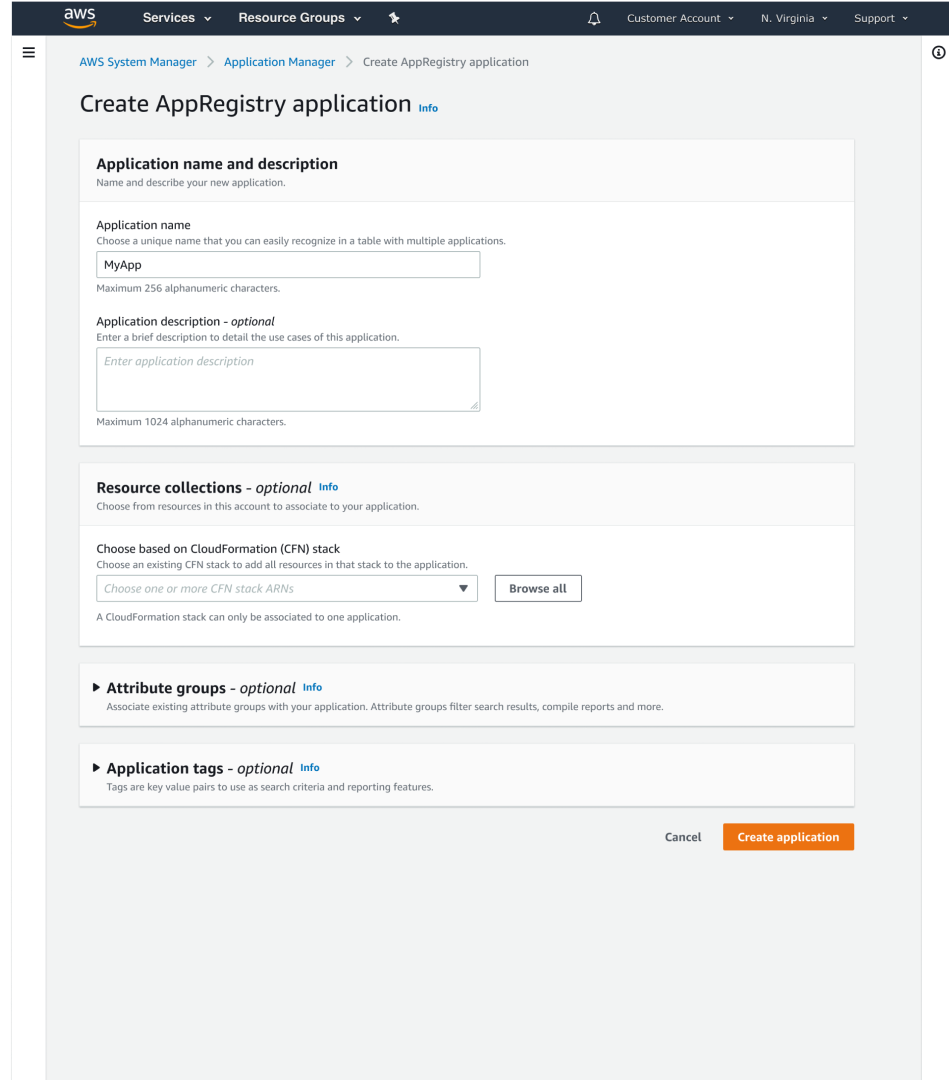 aws Services Resource Groups Customer Account N. Virginia Support
AWS System Manager > Application Manager > Create AppRegistry application
Create AppRegistry application Info
Application name and description
Name and describe your new application.
Application name
Choose a unique name that you can easily recognize in a table with multiple applications.
MyApp
Maximum 256 alphanumeric characters.
Application description - optional
Enter a brief description to detail the use cases of this application.
Enter application description
Maximum 1024 alphanumeric characters.
Resource collections - optional Info
Choose from resources in this account to associate to your application.
Choose based on CloudFormation (CFN) stack
Choose an existing CFN stack to add all resources in that stack to the application.
Choose one or more CFN stack ARNs Browse all
A CloudFormation stack can only be associated to one application.
Attribute groups - optional Info
Associate existing attribute groups with your application. Attribute groups filter search results, compile reports and more.
Application tags - optional Info
Tags are key value pairs to use as search criteria and reporting features.
Cancel Create application